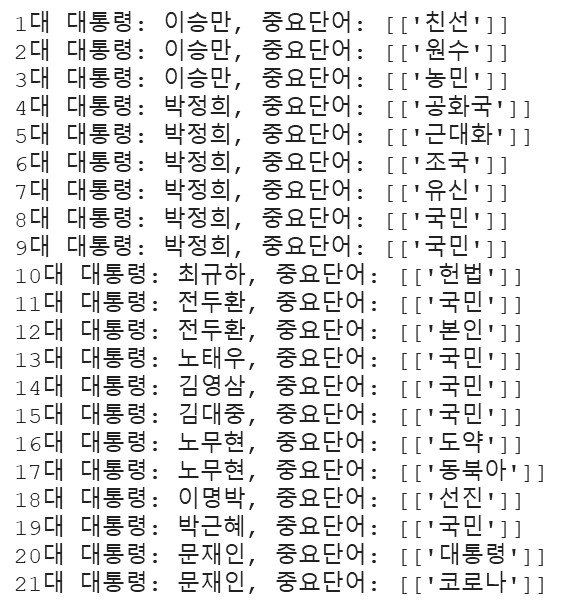 1대 대통령: 이승만, 중요단어: [['친선']]
2대 대통령: 이승만, 중요단어: [['원수']]
3대 대통령: 이승만, 중요단어: [['농민']]
4대 대통령: 박정희, 중요단어: [['공화국']]
5대 대통령: 박정희, 중요단어: [['근대화']]
6대 대통령: 박정희, 중요단어: [['조국']]
7대 대통령: 박정희, 중요단어: [['유신']]
8대 대통령: 박정희, 중요단어: [['국민']]
9대 대통령: 박정희, 중요단어: [['국민']]
10대 대통령: 최규하, 중요단어: [['헌법']]
11대 대통령: 전두환, 중요단어: [['국민']]
12대 대통령: 전두환, 중요단어: [['본인']]
13대 대통령: 노태우, 중요단어: [['국민']]
14대 대통령: 김영삼, 중요단어: [['국민']]
15대 대통령: 김대중, 중요단어: [['국민']]
16대 대통령: 노무현, 중요단어: [['도약']]
17대 대통령: 노무현, 중요단어: [['동북아']]
18대 대통령: 이명박, 중요단어: [['선진']]
19대 대통령: 박근혜, 중요단어: [['국민']]
20대 대통령: 문재인, 중요단어: [['대통령']]
21대 대통령: 문재인, 중요단어: [['코로나']]